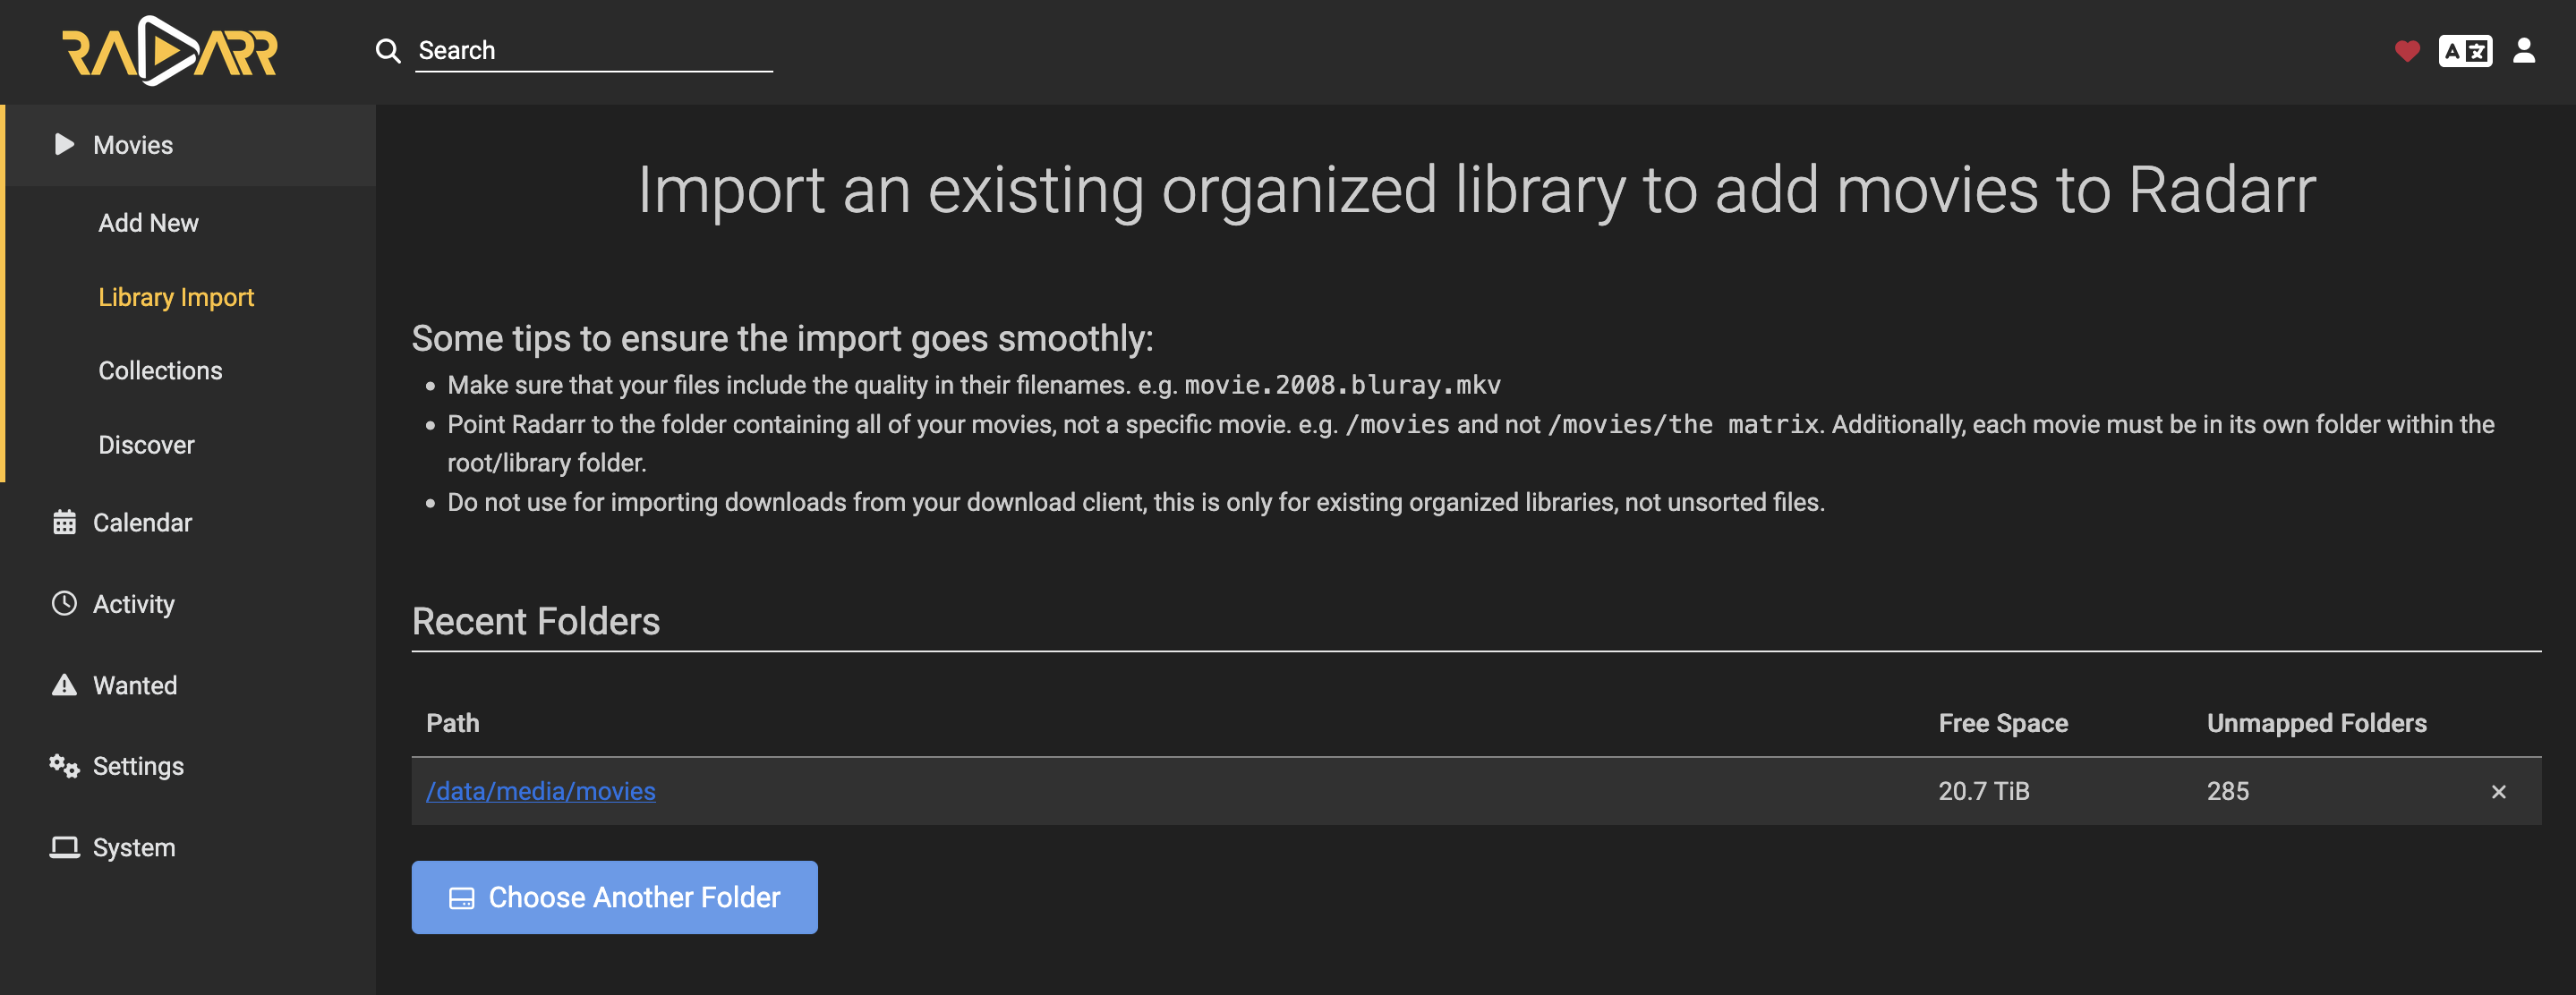 RADARR
Search
Movies
Add New
Library Import
Collections
Discover
Calendar
Activity
Wanted
Settings
System
Import an existing organized library to add movies to Radarr
Some tips to ensure the import goes smoothly:
Make sure that your files include the quality in their filenames. e.g. movie.2008.bluray.mkv
Point Radarr to the folder containing all of your movies, not a specific movie. e.g. /movies and not /movies/the matrix. Additionally, each movie must be in its own folder within the
root/library folder.
Do not use for importing downloads from your download client, this is only for existing organized libraries, not unsorted files.
Recent Folders
Path Free Space Unmapped Folders
/data/media/movies 20.7 TiB 285
Choose Another Folder